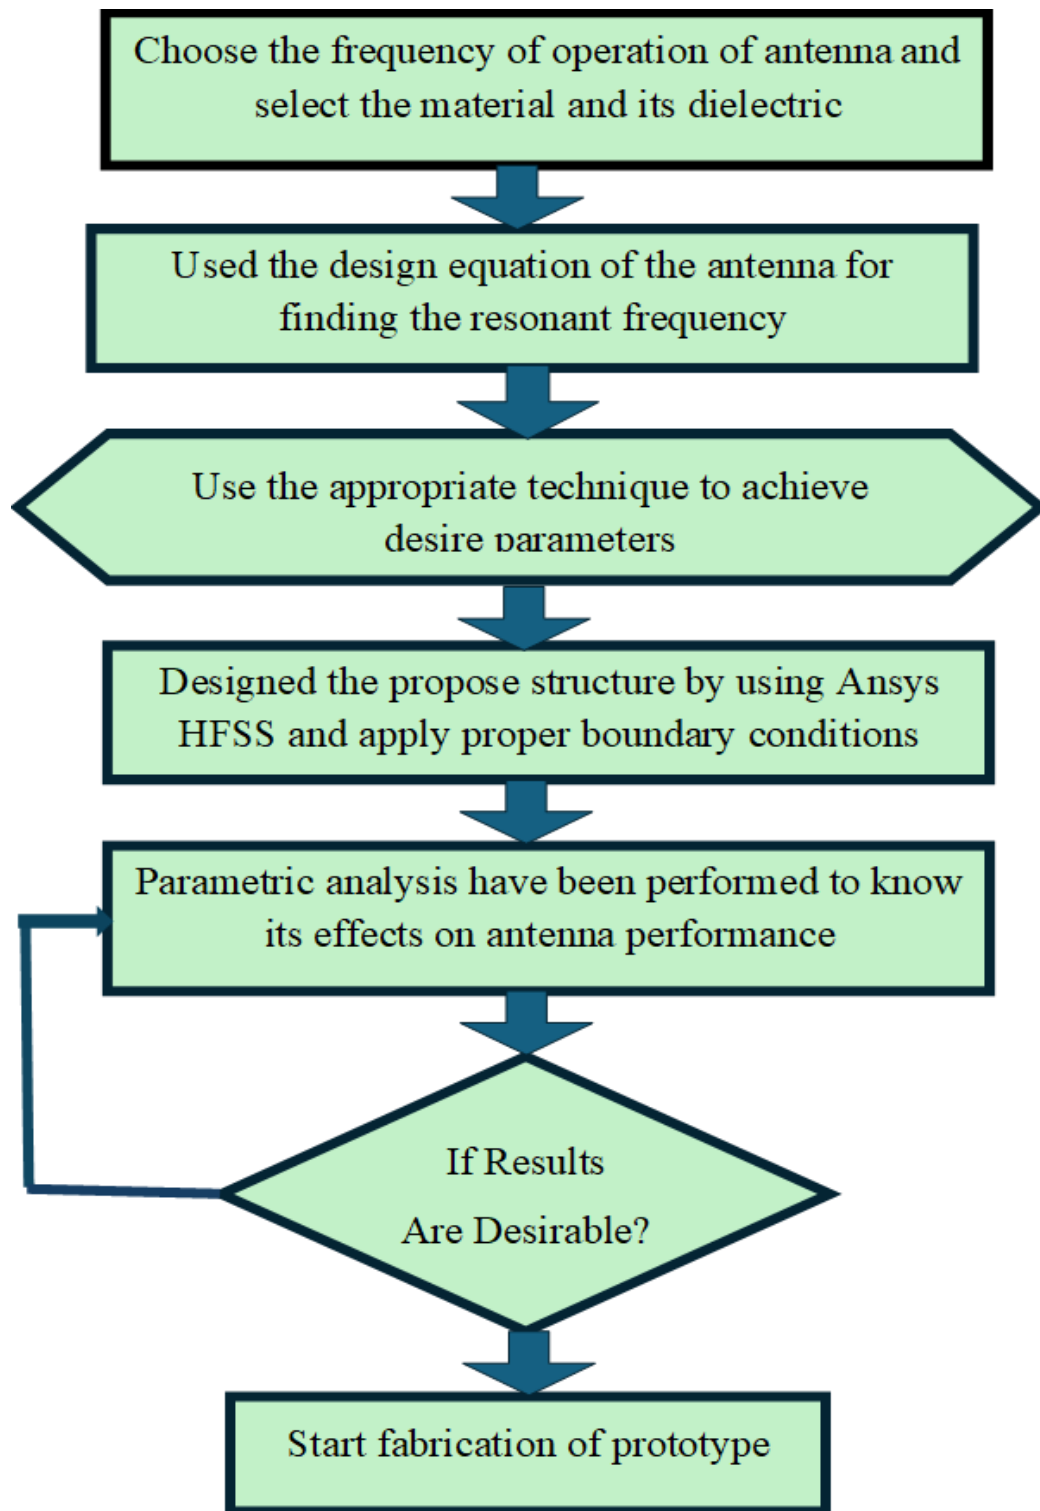 Choose the frequency of operation of antenna and
select the material and its dielectric
Used the design equation of the antenna for
finding the resonant frequency
Use the appropriate technique to achieve
desire parameters
Designed the propose structure by using Ansys
HFSS and apply proper boundary conditions
Parametric analysis have been performed to know
its effects on antenna performance
If Results
Are Desirable?
Start fabrication of prototype